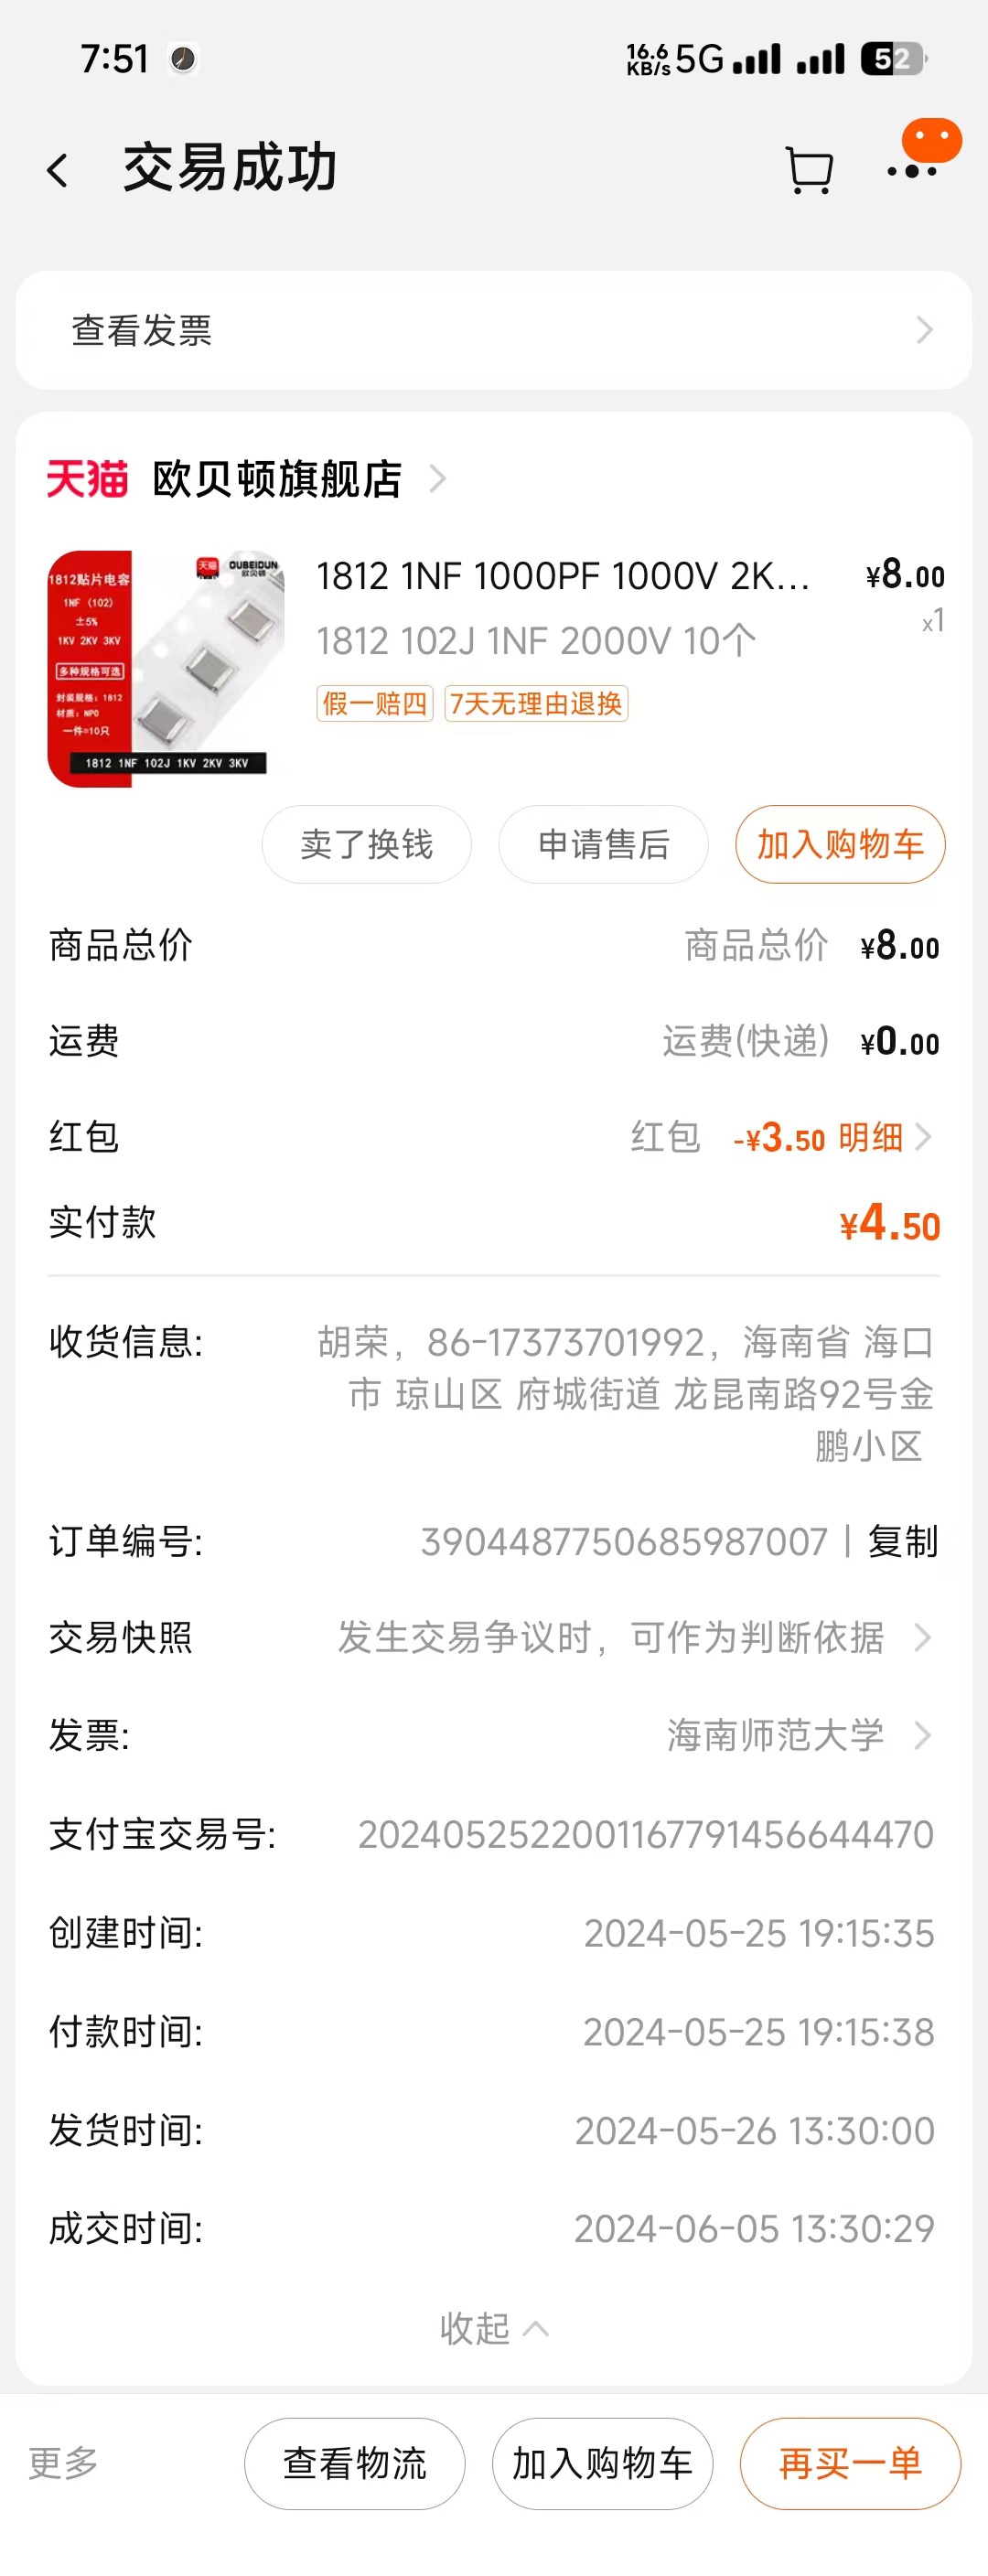 7:51
16.6 KB/s 5G 52
交易成功
查看发票
天猫 欧贝顿旗舰店
1812贴片电容
1NF (102)
±5%
1KV 2KV 3KV
多种规格可选
封装规格：1812
材质：NPO
一件=10只
天猫 OUBEIDUN
欧贝顿
1812 1NF 102J 1KV 2KV 3KV
1812 1NF 1000PF 1000V 2K... ¥8.00
1812 102J 1NF 2000V 10个 x1
假一赔四 7天无理由退换
卖了换钱 申请售后 加入购物车
商品总价 商品总价 ¥8.00
运费 运费(快递) ¥0.00
红包 红包 -¥3.50 明细
实付款 ¥4.50
收货信息: 胡荣，86-17373701992，海南省 海口
市 琼山区 府城街道 龙昆南路92号金
鹏小区
订单编号: 3904487750685987007 | 复制
交易快照 发生交易争议时，可作为判断依据
发票: 海南师范大学
支付宝交易号: 2024052522001167791456644470
创建时间: 2024-05-25 19:15:35
付款时间: 2024-05-25 19:15:38
发货时间: 2024-05-26 13:30:00
成交时间: 2024-06-05 13:30:29
收起
更多 查看物流 加入购物车 再买一单